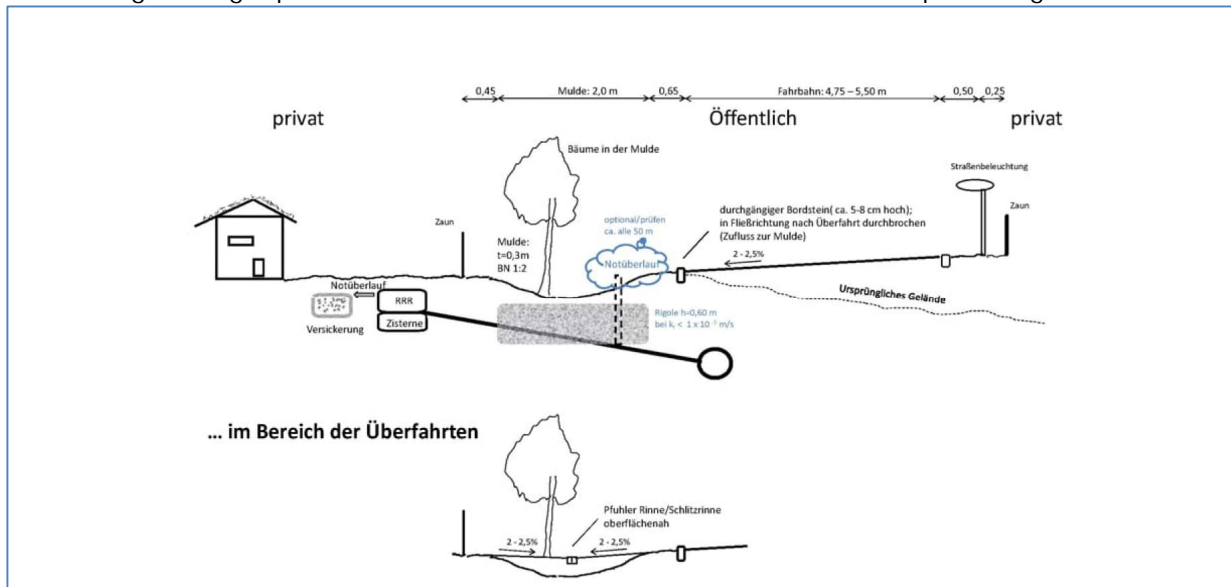 0,45
Mulde: 2,0 m
0,65
Fahrbahn: 4,75 – 5,50 m
0,50
0,25
privat
Öffentlich
privat
Bäume in der Mulde
Straßenbeleuchtung
Zaun
Zaun
optional/prüfen
ca. alle 50 m
durchgängiger Bordstein( ca. 5-8 cm hoch);
in Fließrichtung nach Überfahrt durchbrochen
(Zufluss zur Mulde)
Mulde:
t=0,3m
BN 1:2
Notüberlauf
2 - 2,5%
Ursprüngliches Gelände
Notüberlauf
RRR
Zisterne
Versickerung
Rigole h=0,60 m
... im Bereich der Überfahrten
Pfuhler Rinne/Schlitzrinne
oberflächenah
2 - 2,5%
2 - 2,5%